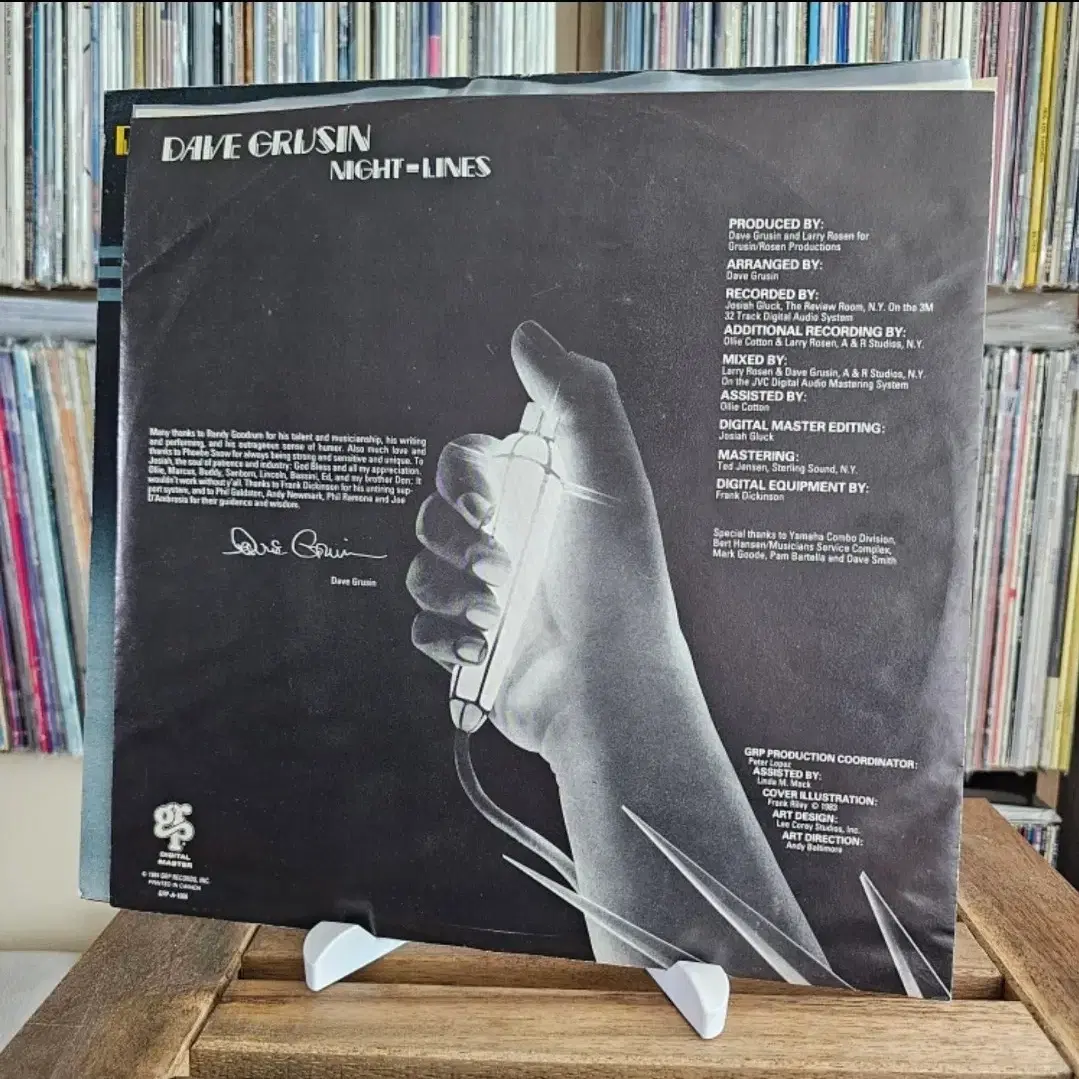 DAVE GRUSIN
NIGHT-LINES
PRODUCED BY:
Dave Grusin and Larry Rosen for
Grusin/Rosen Productions
ARRANGED BY:
Dave Grusin
RECORDED BY:
Josiah Gluck, The Review Room, N.Y. On the 3M
32 Track Digital Audio System
ADDITIONAL RECORDING BY:
Ollie Cotton & Larry Rosen, A & R Studios, N.Y.
MIXED BY:
Larry Rosen & Dave Grusin, A & R Studios, N.Y.
On the JVC Digital Audio Mastering System
ASSISTED BY:
Ollie Cotton
DIGITAL MASTER EDITING:
Josiah Gluck
MASTERING:
Ted Jensen, Sterling Sound, N.Y.
DIGITAL EQUIPMENT BY:
Frank Dickinson
Special thanks to Yamaha Combo Division,
Bert Hansen/Musicians Service Complex,
Mark Goode, Pam Bartella and Dave Smith
Many thanks to Randy Goodrum for his talent and musicianship, his writing
and performing, and his outrageous sense of humor. Also much love and
thanks to Phoebe Snow for always being strong and sensitive and unique. To
Josiah, the soul of patience and industry: God Bless and all my appreciation.
Ollie, Marcus, Buddy, Sanborn, Lincoln, Bassini, Ed, and my brother Don: It
wouldn't work without y'all. Thanks to Frank Dickinson for his untiring sup-
port system, and to Phil Galdston, Andy Newmark, Phil Ramone and Joe
D'Ambrosia for their guidance and wisdom.
Dave Grusin
Dave Grusin
GRP PRODUCTION COORDINATOR:
Peter Lopez
ASSISTED BY:
Linda M. Mack
COVER ILLUSTRATION:
Frank Riley © 1983
ART DESIGN:
Lee Corey Studios, Inc.
ART DIRECTION:
Andy Baltimore
grp
DIGITAL
MASTER
© 1984 GRP RECORDS, INC.
PRINTED IN CANADA